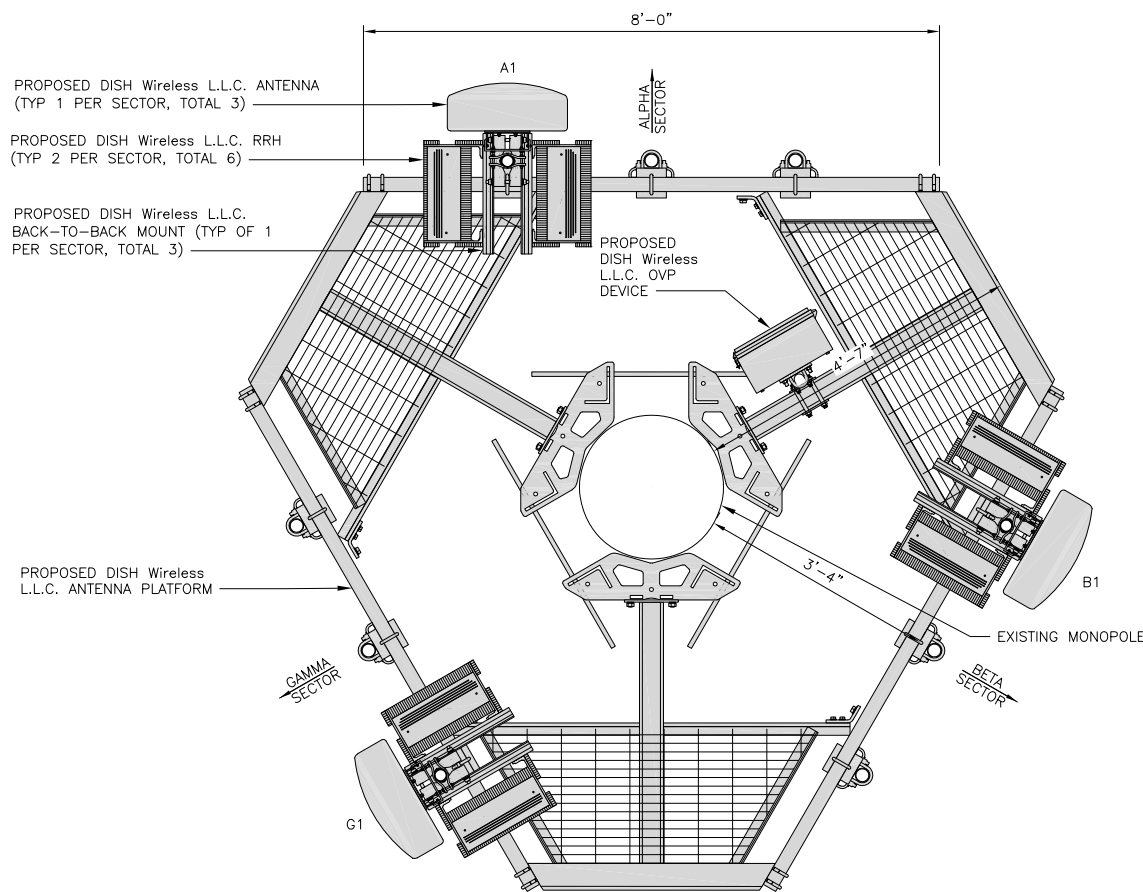 8'-0"
A1
PROPOSED DISH Wireless L.L.C. ANTENNA
(TYP 1 PER SECTOR, TOTAL 3)
ALPHA
SECTOR
PROPOSED DISH Wireless L.L.C. RRH
(TYP 2 PER SECTOR, TOTAL 6)
PROPOSED DISH Wireless L.L.C.
BACK-TO-BACK MOUNT (TYP OF 1
PER SECTOR, TOTAL 3)
PROPOSED
DISH Wireless
L.L.C. OVP
DEVICE
4'-7"
3'-4"
PROPOSED DISH Wireless
L.L.C. ANTENNA PLATFORM
B1
EXISTING MONOPOLE
GAMMA
SECTOR
BETA
SECTOR
G1